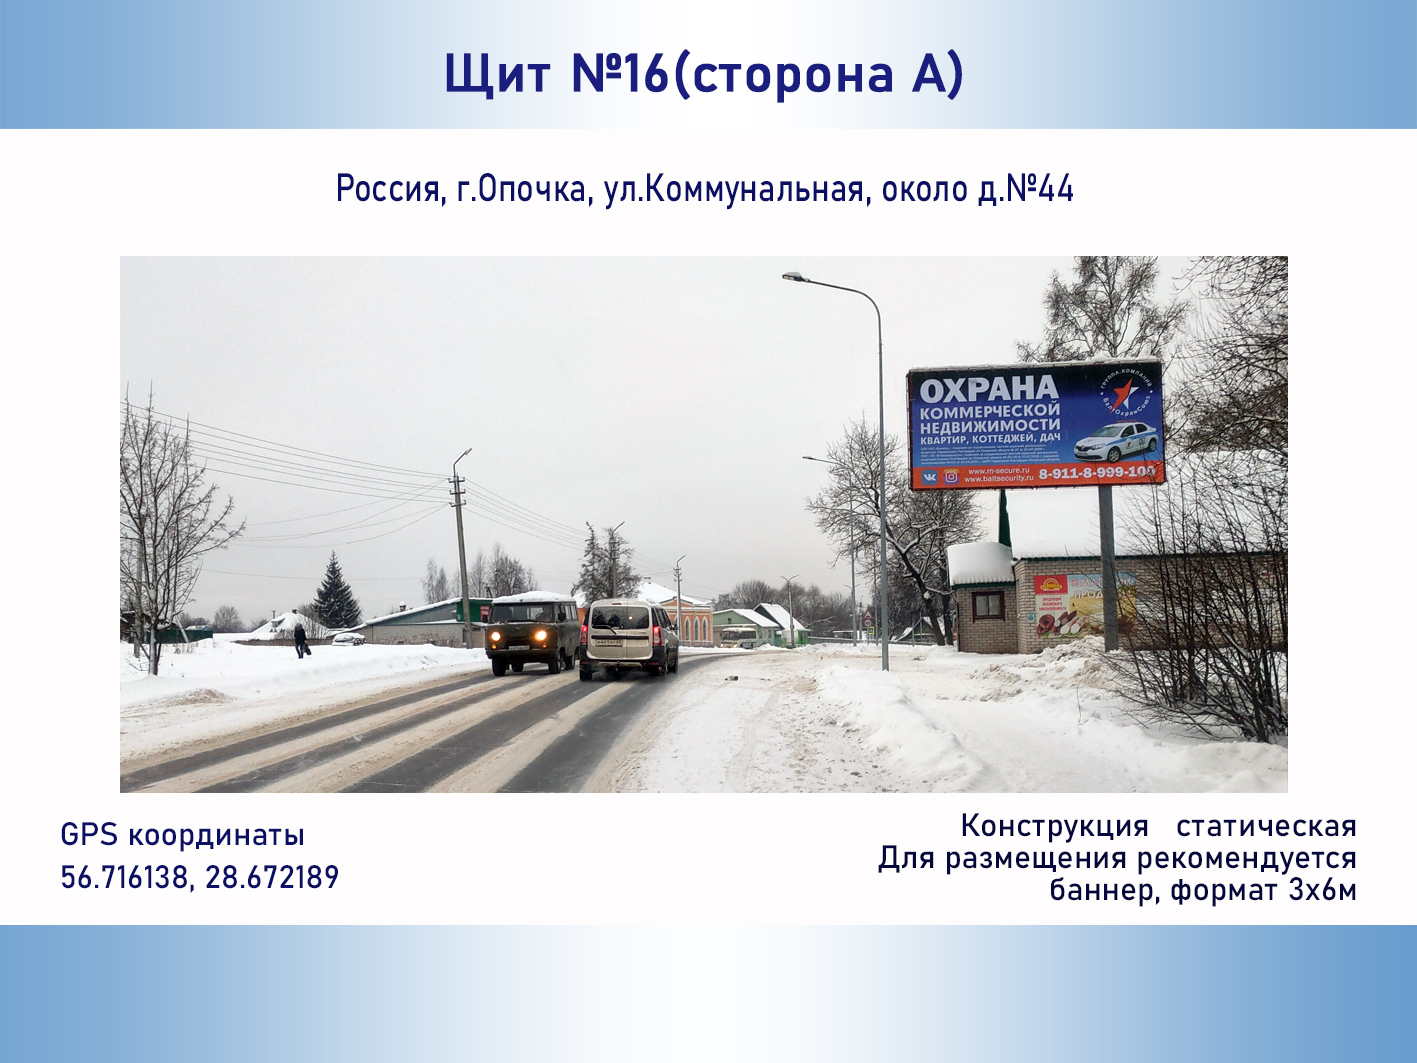 Щит №16(сторона А)
Россия, г.Опочка, ул.Коммунальная, около д.№44
ОХРАНА
КОММЕРЧЕСКОЙ
НЕДВИЖИМОСТИ
КВАРТИР, КОТТЕДЖЕЙ, ДАЧ
ГРУППА КОМПАНИЙ
БалтОхранСоюз
www.m-secure.ru
www.baltsecurity.ru
8-911-8-999-100
GPS координаты
56.716138, 28.672189
Конструкция статическая
Для размещения рекомендуется
баннер, формат 3х6м